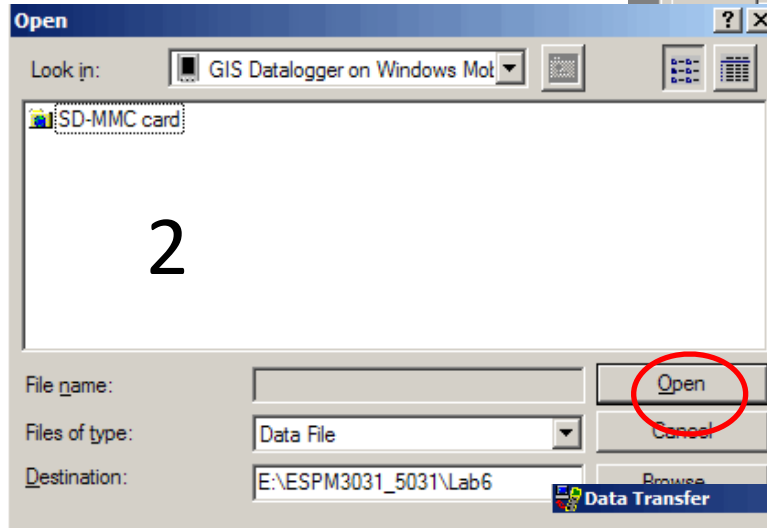 Open
Look in: GIS Datalogger on Windows Mot
SD-MMC card
2
File name: Open
Files of type: Data File Cancel
Destination: E:\ESPM3031_5031\Lab6 Browse...
Data Transfer